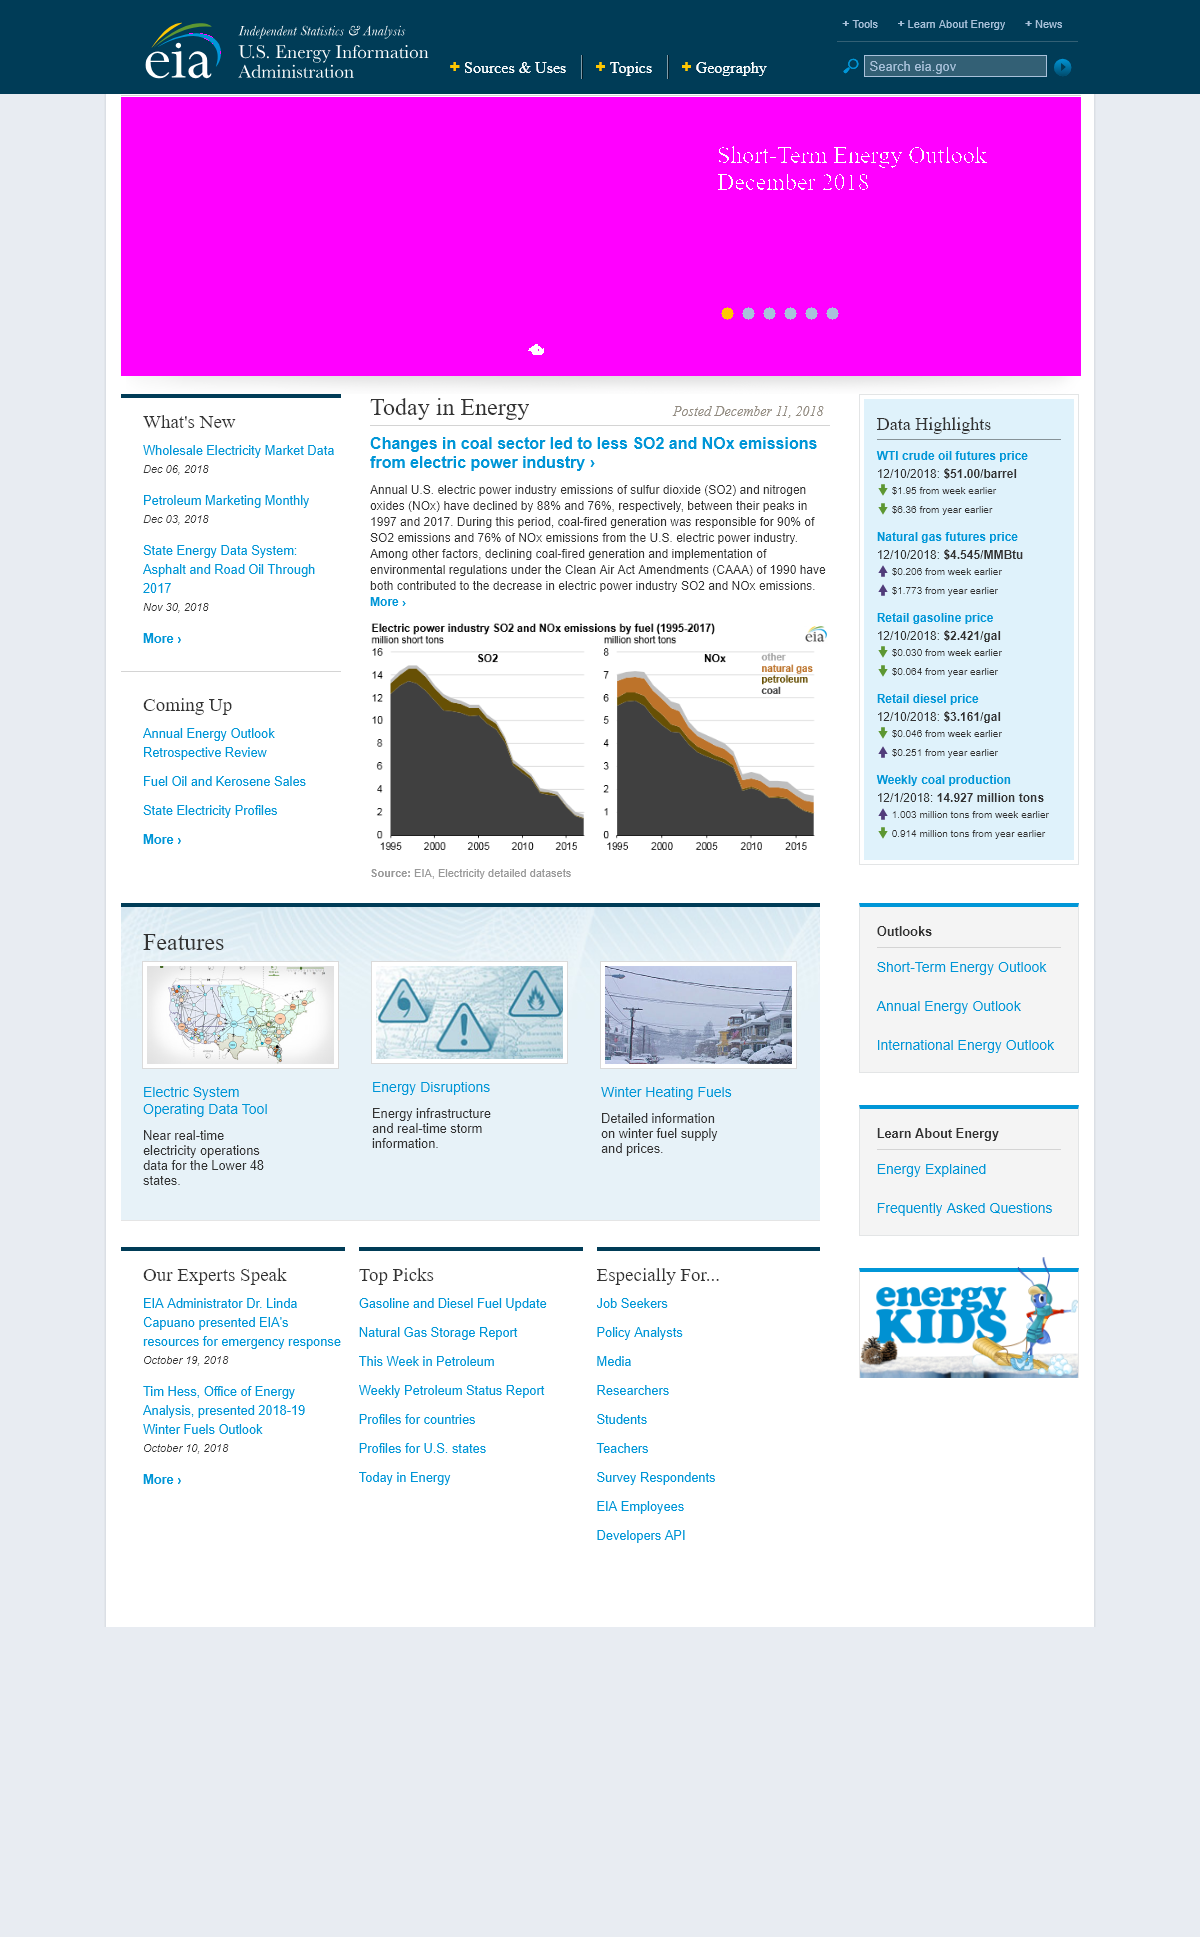 Independent Statistics & Analysis
eia
U.S. Energy Information
Administration
+ Sources & Uses
+ Topics
+ Geography
+ Tools
+ Learn About Energy
+ News
Search eia.gov
Short-Term Energy Outlook
December 2018
What's New
Wholesale Electricity Market Data
Dec 06, 2018
Petroleum Marketing Monthly
Dec 03, 2018
State Energy Data System:
Asphalt and Road Oil Through
2017
Nov 30, 2018
More ›
Coming Up
Annual Energy Outlook
Retrospective Review
Fuel Oil and Kerosene Sales
State Electricity Profiles
More ›
Today in Energy
Posted December 11, 2018
Changes in coal sector led to less SO2 and NOx emissions
from electric power industry ›
Annual U.S. electric power industry emissions of sulfur dioxide (SO2) and nitrogen
oxides (NOx) have declined by 88% and 76%, respectively, between their peaks in
1997 and 2017. During this period, coal-fired generation was responsible for 90% of
SO2 emissions and 76% of NOx emissions from the U.S. electric power industry.
Among other factors, declining coal-fired generation and implementation of
environmental regulations under the Clean Air Act Amendments (CAAA) of 1990 have
both contributed to the decrease in electric power industry SO2 and NOx emissions.
More ›
Electric power industry SO2 and NOx emissions by fuel (1995-2017)
million short tons
million short tons
eia
SO2
16
14
12
10
8
6
4
2
0
1995 2000 2005 2010 2015
NOx
other
natural gas
petroleum
coal
8
7
6
5
4
3
2
1
0
1995 2000 2005 2010 2015
Source: EIA, Electricity detailed datasets
Data Highlights
WTI crude oil futures price
12/10/2018: $51.00/barrel
$1.95 from week earlier
$6.36 from year earlier
Natural gas futures price
12/10/2018: $4.545/MMBtu
$0.206 from week earlier
$1.773 from year earlier
Retail gasoline price
12/10/2018: $2.421/gal
$0.030 from week earlier
$0.064 from year earlier
Retail diesel price
12/10/2018: $3.161/gal
$0.046 from week earlier
$0.251 from year earlier
Weekly coal production
12/1/2018: 14.927 million tons
1.003 million tons from week earlier
0.914 million tons from year earlier
Features
Electric System
Operating Data Tool
Near real-time
electricity operations
data for the Lower 48
states.
Energy Disruptions
Energy infrastructure
and real-time storm
information.
Winter Heating Fuels
Detailed information
on winter fuel supply
and prices.
Outlooks
Short-Term Energy Outlook
Annual Energy Outlook
International Energy Outlook
Learn About Energy
Energy Explained
Frequently Asked Questions
energy
KIDS
Our Experts Speak
EIA Administrator Dr. Linda
Capuano presented EIA's
resources for emergency response
October 19, 2018
Tim Hess, Office of Energy
Analysis, presented 2018-19
Winter Fuels Outlook
October 10, 2018
More ›
Top Picks
Gasoline and Diesel Fuel Update
Natural Gas Storage Report
This Week in Petroleum
Weekly Petroleum Status Report
Profiles for countries
Profiles for U.S. states
Today in Energy
Especially For...
Job Seekers
Policy Analysts
Media
Researchers
Students
Teachers
Survey Respondents
EIA Employees
Developers API